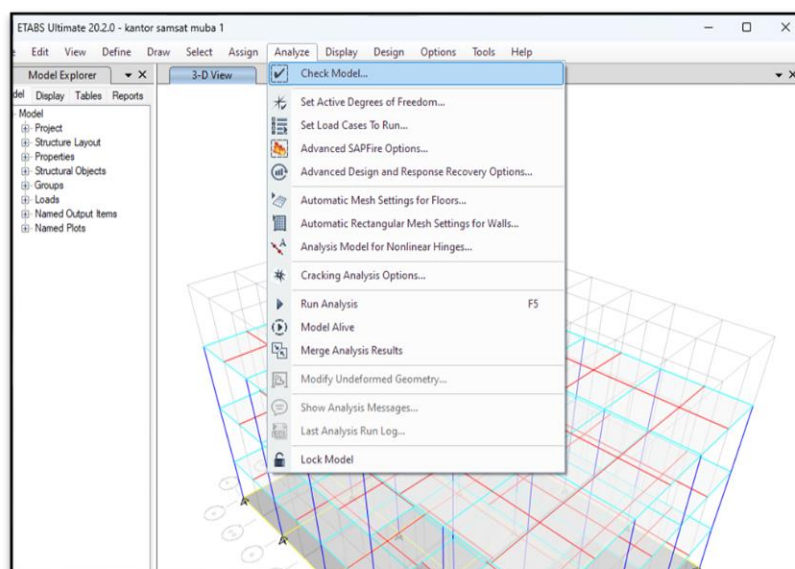 ETABS Ultimate 20.2.0 - kantor samsat muba 1
Edit View Define Draw Select Assign Analyze Display Design Options Tools Help
Model Explorer
3-D View
del Display Tables Reports
Model
Project
Structure Layout
Properties
Structural Objects
Groups
Loads
Named Output Items
Named Plots
Check Model...
Set Active Degrees of Freedom...
Set Load Cases To Run...
Advanced SAPFire Options...
Advanced Design and Response Recovery Options...
Automatic Mesh Settings for Floors...
Automatic Rectangular Mesh Settings for Walls...
Analysis Model for Nonlinear Hinges...
Cracking Analysis Options...
Run Analysis F5
Model Alive
Merge Analysis Results
Modify Undeformed Geometry...
Show Analysis Messages...
Last Analysis Run Log...
Lock Model